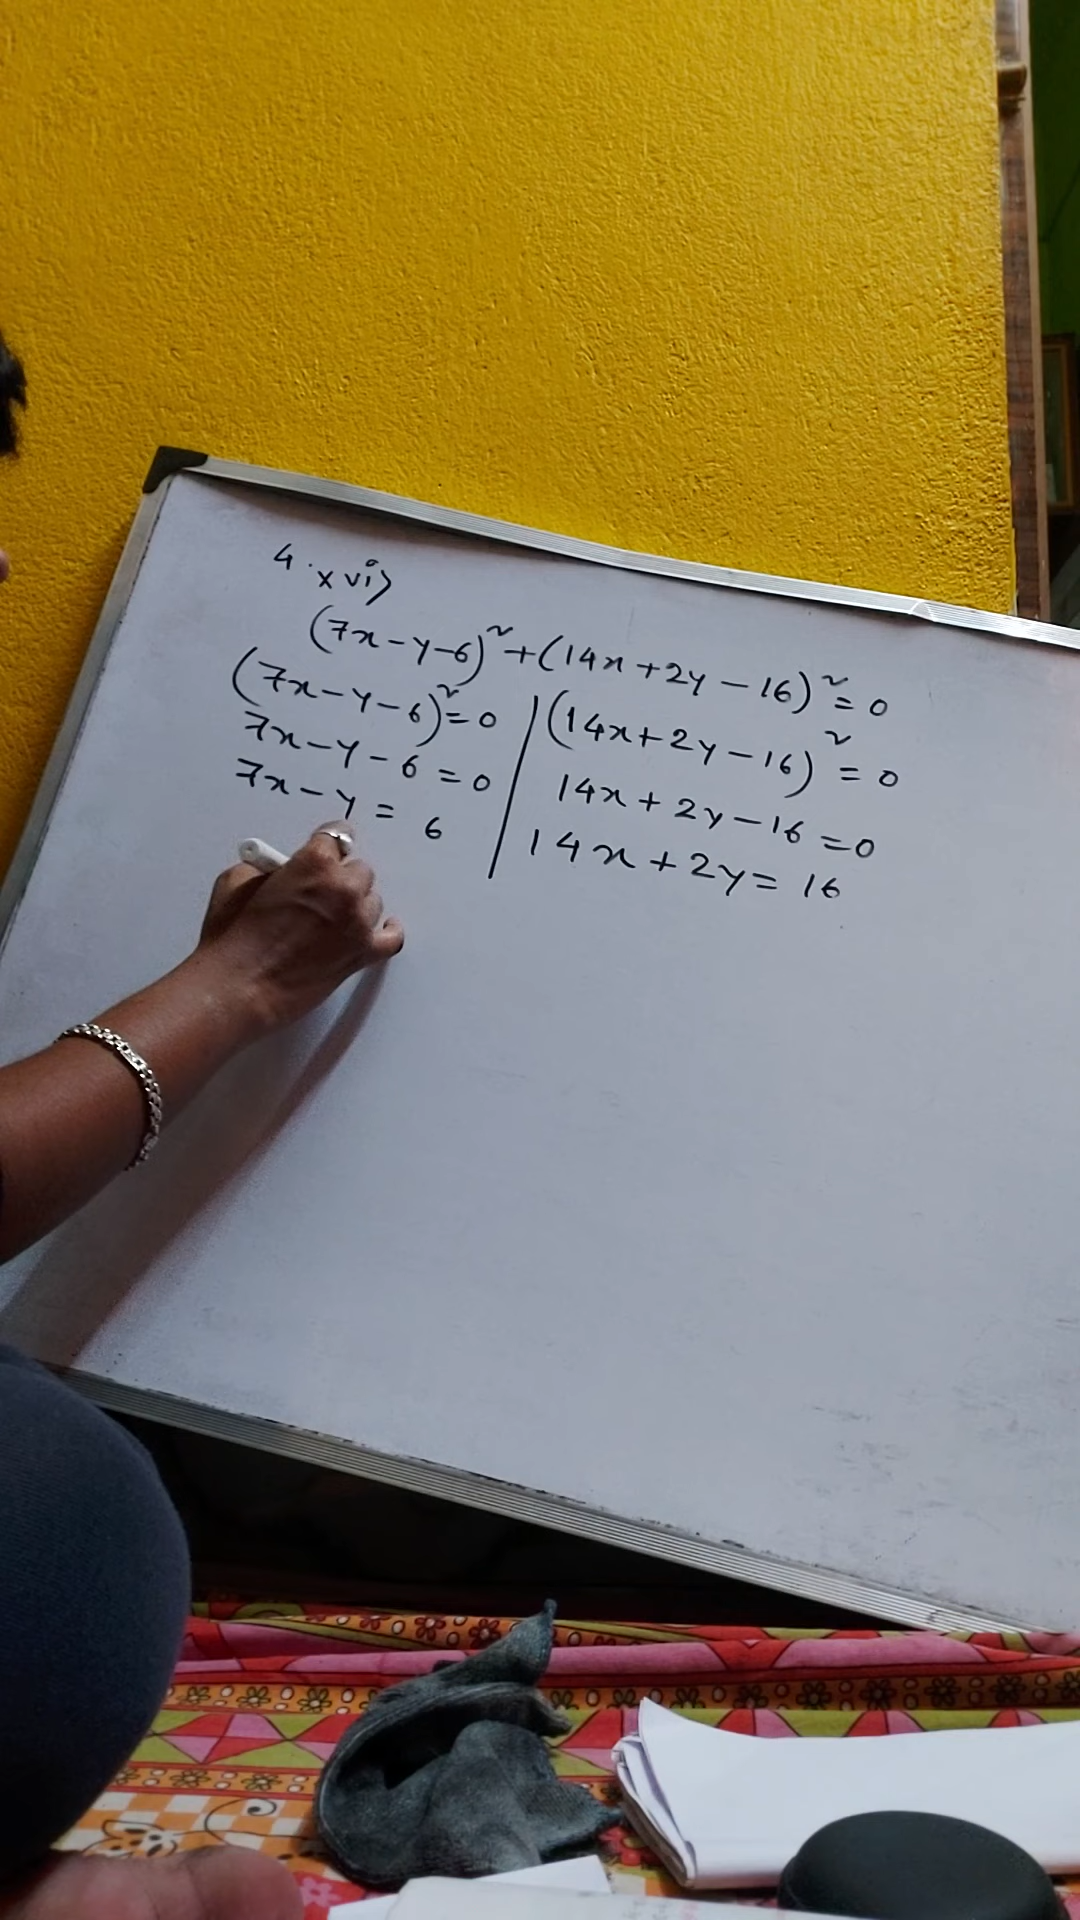 4. xvi>
(7x-y-6)² + (14x+2y-16)² = 0
(7x-y-6)² = 0 | (14x+2y-16)² = 0
7x-y-6 = 0 | 14x+2y-16 = 0
7x-y = 6 | 14x+2y = 16